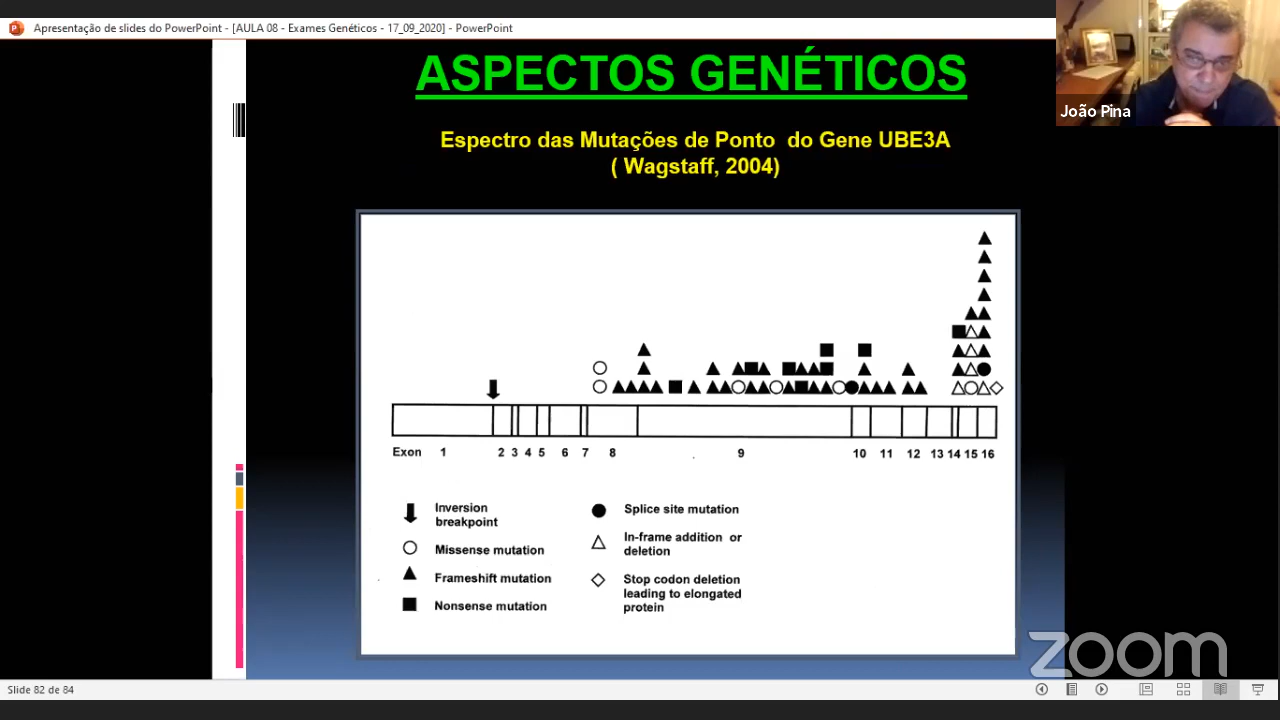 Apresentação de slides do PowerPoint - [AULA 08 - Exames Genéticos - 17_09_2020] - PowerPoint
João Pina
ASPECTOS GENÉTICOS
Espectro das Mutações de Ponto do Gene UBE3A
( Wagstaff, 2004)
Exon 1 2 3 4 5 6 7 8 9 10 11 12 13 14 15 16
Inversion
breakpoint
Missense mutation
Frameshift mutation
Nonsense mutation
Splice site mutation
In-frame addition or
deletion
Stop codon deletion
leading to elongated
protein
zoom
Slide 82 de 84